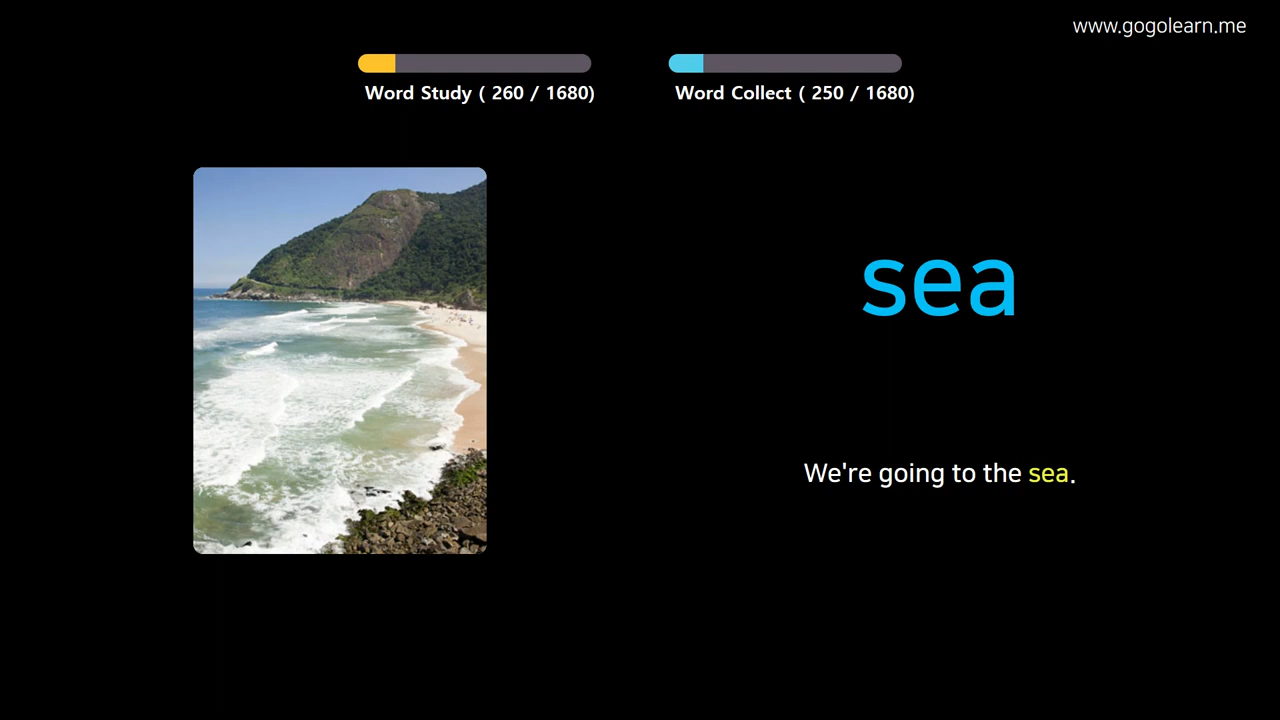 www.gogolearn.me
Word Study ( 260 / 1680)
Word Collect ( 250 / 1680)
sea
We're going to the sea.